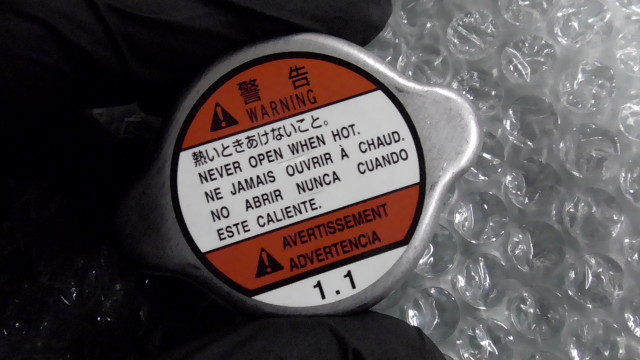 警告
WARNING
熱いときあけないこと。
NEVER OPEN WHEN HOT.
NE JAMAIS OUVRIR À CHAUD.
NO ABRIR NUNCA CUANDO
ESTE CALIENTE.
AVERTISSEMENT
ADVERTENCiA
1.1